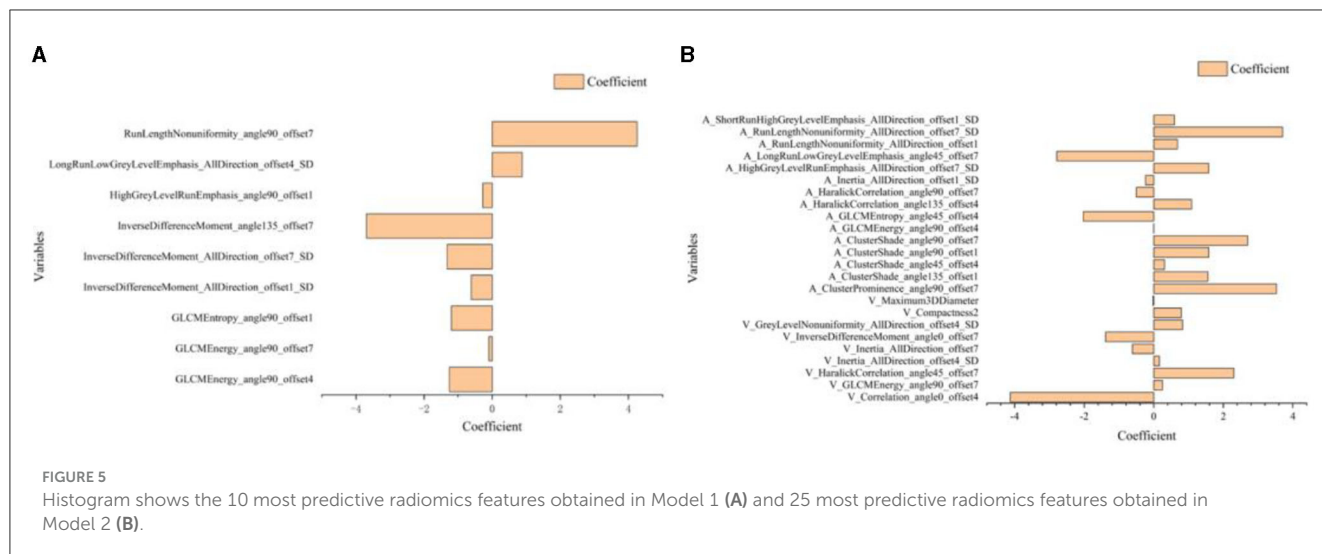 A
Coefficient
Variables
RunLengthNonuniformity_angle90_offset7
LongRunLowGreyLevelEmphasis_AllDirection_offset4_SD
HighGreyLevelRunEmphasis_angle90_offset1
InverseDifferenceMoment_angle135_offset7
InverseDifferenceMoment_AllDirection_offset7_SD
InverseDifferenceMoment_AllDirection_offset1_SD
GLCMEntropy_angle90_offset1
GLCMEnergy_angle90_offset7
GLCMEnergy_angle90_offset4
-4 -2 0 2 4
Coefficient
B
Coefficient
Variables
A_ShortRunHighGreyLevelEmphasis_AllDirection_offset1_SD
A_RunLengthNonuniformity_AllDirection_offset7_SD
A_RunLengthNonuniformity_AllDirection_offset1
A_LongRunLowGreyLevelEmphasis_angle45_offset7
A_HighGreyLevelRunEmphasis_AllDirection_offset7_SD
A_Inertia_AllDirection_offset1_SD
A_HaralickCorrelation_angle90_offset7
A_HaralickCorrelation_angle135_offset4
A_GLCMEntropy_angle45_offset4
A_GLCMEnergy_angle90_offset4
A_ClusterShade_angle90_offset7
A_ClusterShade_angle90_offset1
A_ClusterShade_angle45_offset4
A_ClusterShade_angle135_offset1
A_ClusterProminence_angle90_offset7
V_Maximum3DDiameter
V_Compactness2
V_GreyLevelNonuniformity_AllDirection_offset4_SD
V_InverseDifferenceMoment_angle0_offset7
V_Inertia_AllDirection_offset7
V_Inertia_AllDirection_offset4_SD
V_HaralickCorrelation_angle45_offset7
V_GLCMEnergy_angle90_offset7
V_Correlation_angle0_offset4
-4 -2 0 2 4
Coefficient
FIGURE 5
Histogram shows the 10 most predictive radiomics features obtained in Model 1 (A) and 25 most predictive radiomics features obtained in
Model 2 (B).